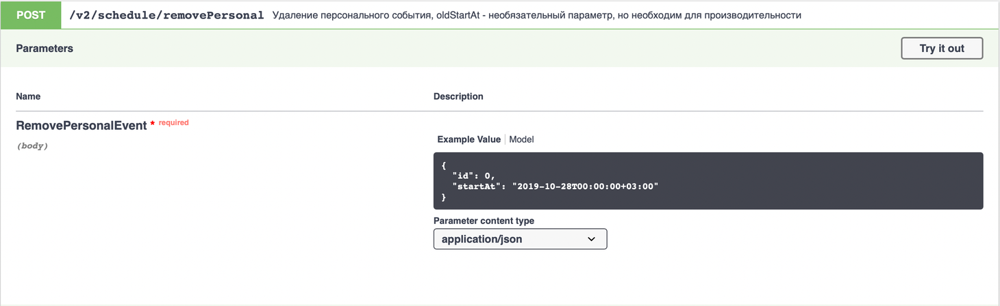 POST /v2/schedule/removePersonal Удаление персонального события, oldStartAt - необязательный параметр, но необходим для производительности
Parameters Try it out
Name Description
RemovePersonalEvent * required
(body)
Example Value Model
{
"id": 0,
"startAt": "2019-10-28T00:00:00+03:00"
}
Parameter content type
application/json